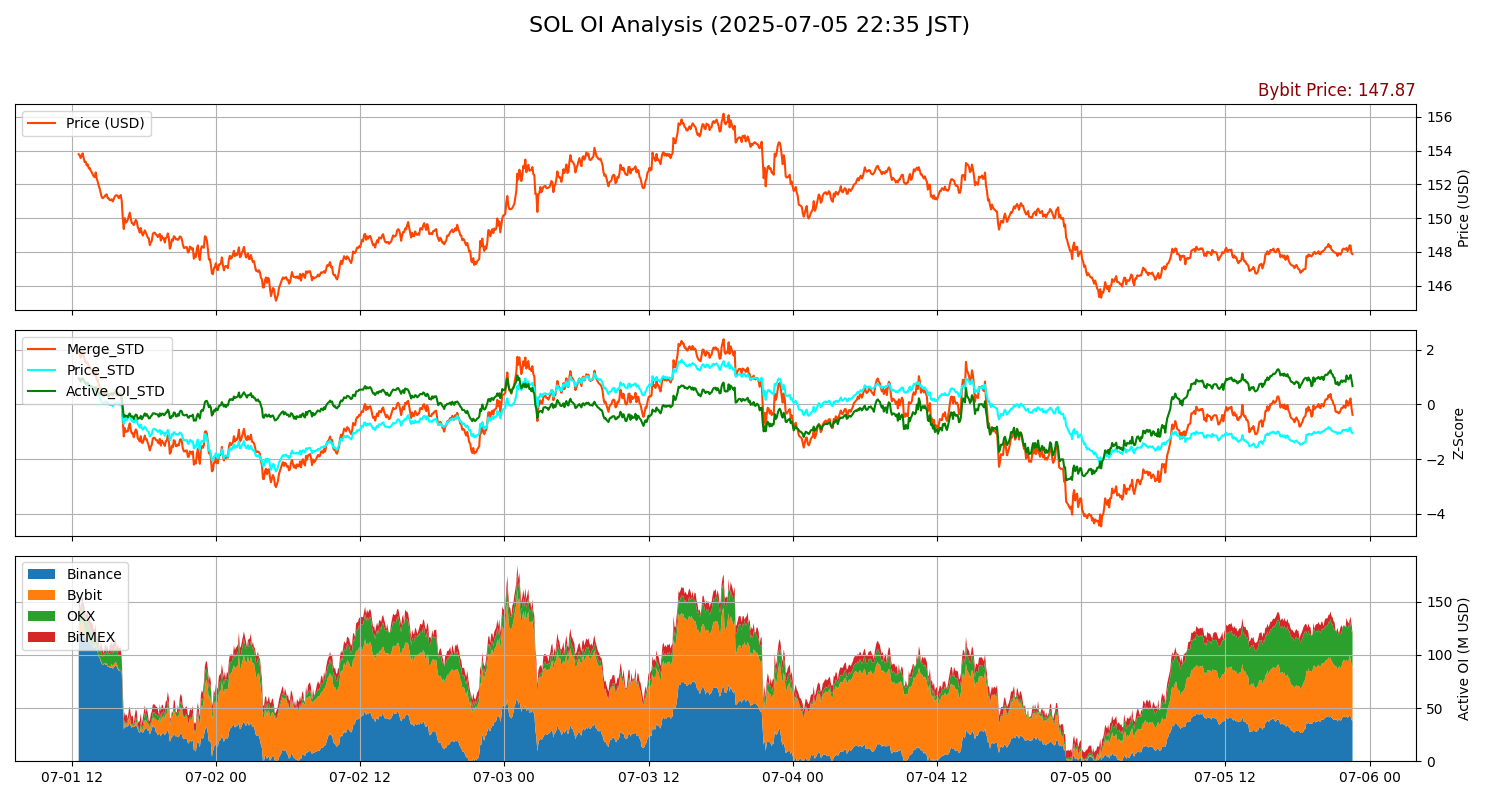 SOL OI Analysis (2025-07-05 22:35 JST)
Bybit Price: 147.87
Price (USD)
156
154
152
150
148
146
Price (USD)
Merge_STD
Price_STD
Active_OI_STD
2
0
−2
−4
Z-Score
Binance
Bybit
OKX
BitMEX
150
100
50
0
Active OI (M USD)
07-01 12
07-02 00
07-02 12
07-03 00
07-03 12
07-04 00
07-04 12
07-05 00
07-05 12
07-06 00